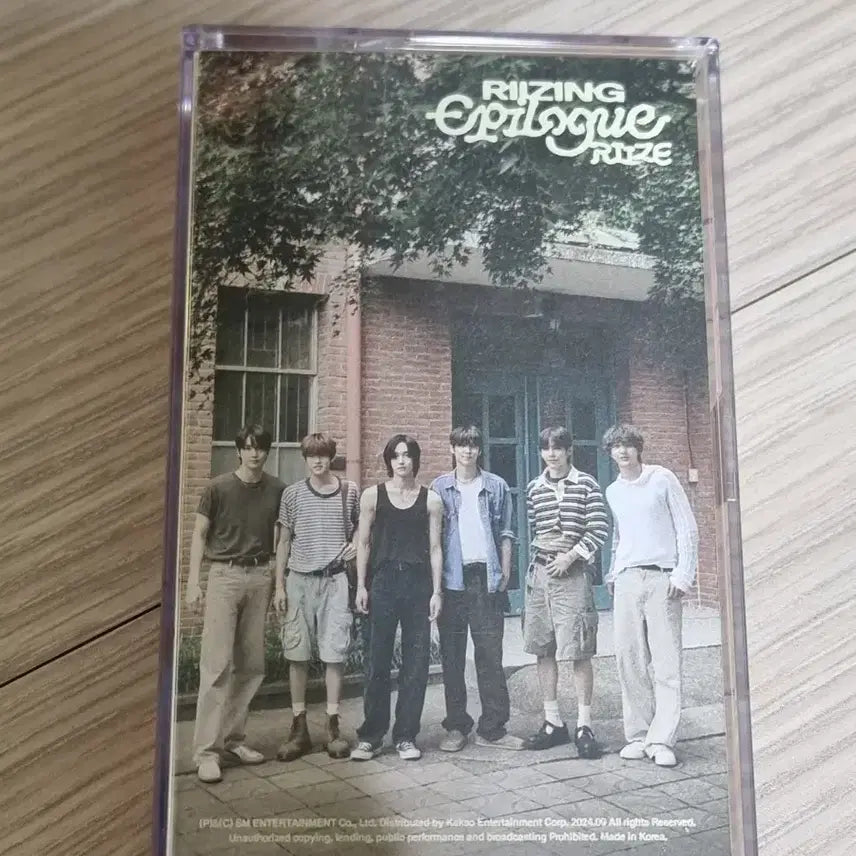 RIIZING
Epilogue
RIIZE
(P)&(C) SM ENTERTAINMENT Co., Ltd. Distributed by Kakao Entertainment Corp. 2024.09 All rights Reserved.
Unauthorized copying, lending, public performance and broadcasting Prohibited. Made in Korea.